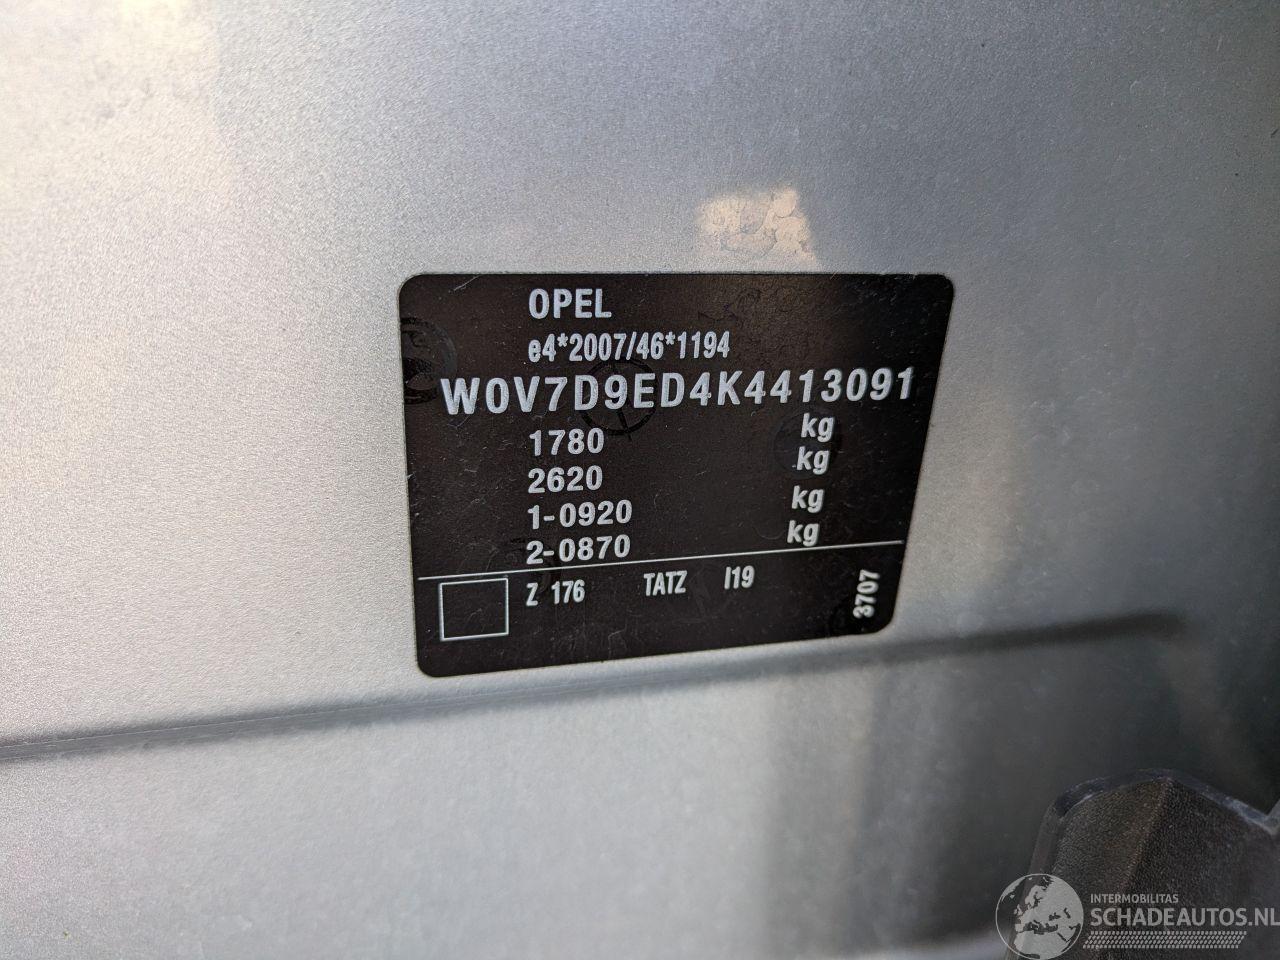 OPEL
e4*2007/46*1194
W0V7D9ED4K4413091
1780 kg
2620 kg
1-0920 kg
2-0870 kg
Z 176 TATZ I19
3707
INTERMOBILITAS
SCHADEAUTOS.NL